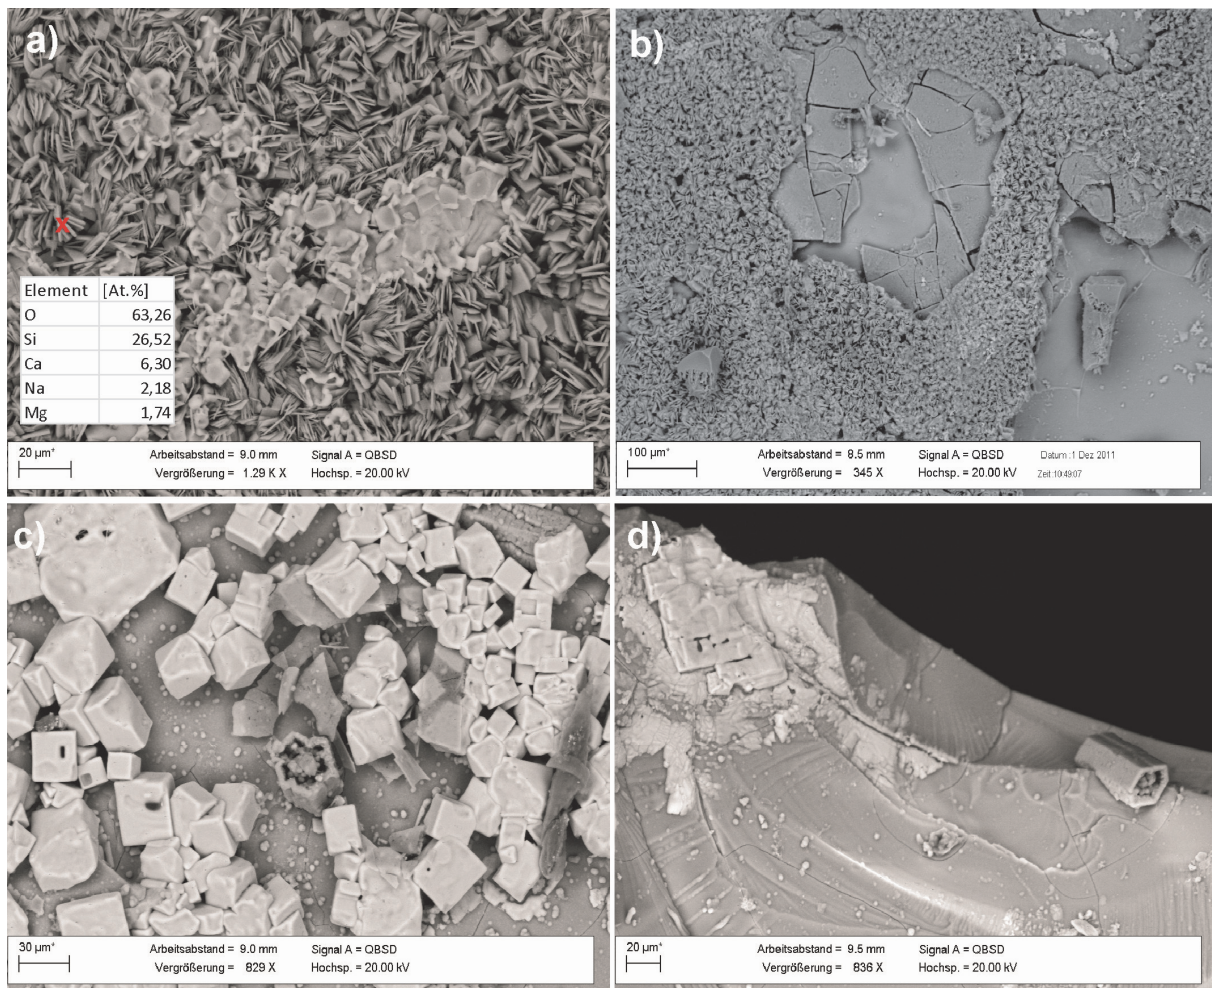 a)
X
Element [At.%]
O 63,26
Si 26,52
Ca 6,30
Na 2,18
Mg 1,74
20 µm* Arbeitsabstand = 9.0 mm Signal A = QBSD
Vergrößerung = 1.29 K X Hochsp. = 20.00 kV
b)
100 µm* Arbeitsabstand = 8.5 mm Signal A = QBSD Datum :1 Dez 2011
Vergrößerung = 345 X Hochsp. = 20.00 kV Zeit:10:49:07
c)
30 µm* Arbeitsabstand = 9.0 mm Signal A = QBSD
Vergrößerung = 829 X Hochsp. = 20.00 kV
d)
20 µm* Arbeitsabstand = 9.5 mm Signal A = QBSD
Vergrößerung = 836 X Hochsp. = 20.00 kV